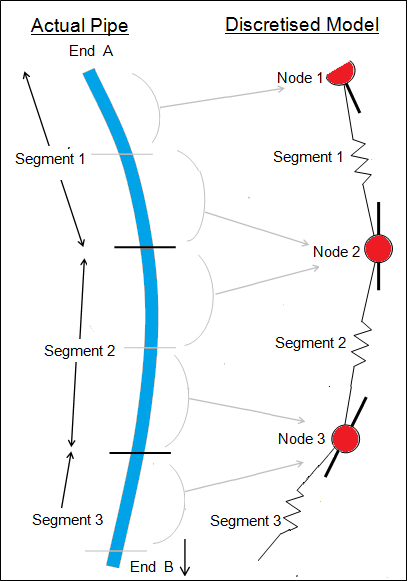 Actual Pipe
Discretised Model
End A
Node 1
Segment 1
Segment 1
Node 2
Segment 2
Segment 2
Node 3
Segment 3
Segment 3
End B